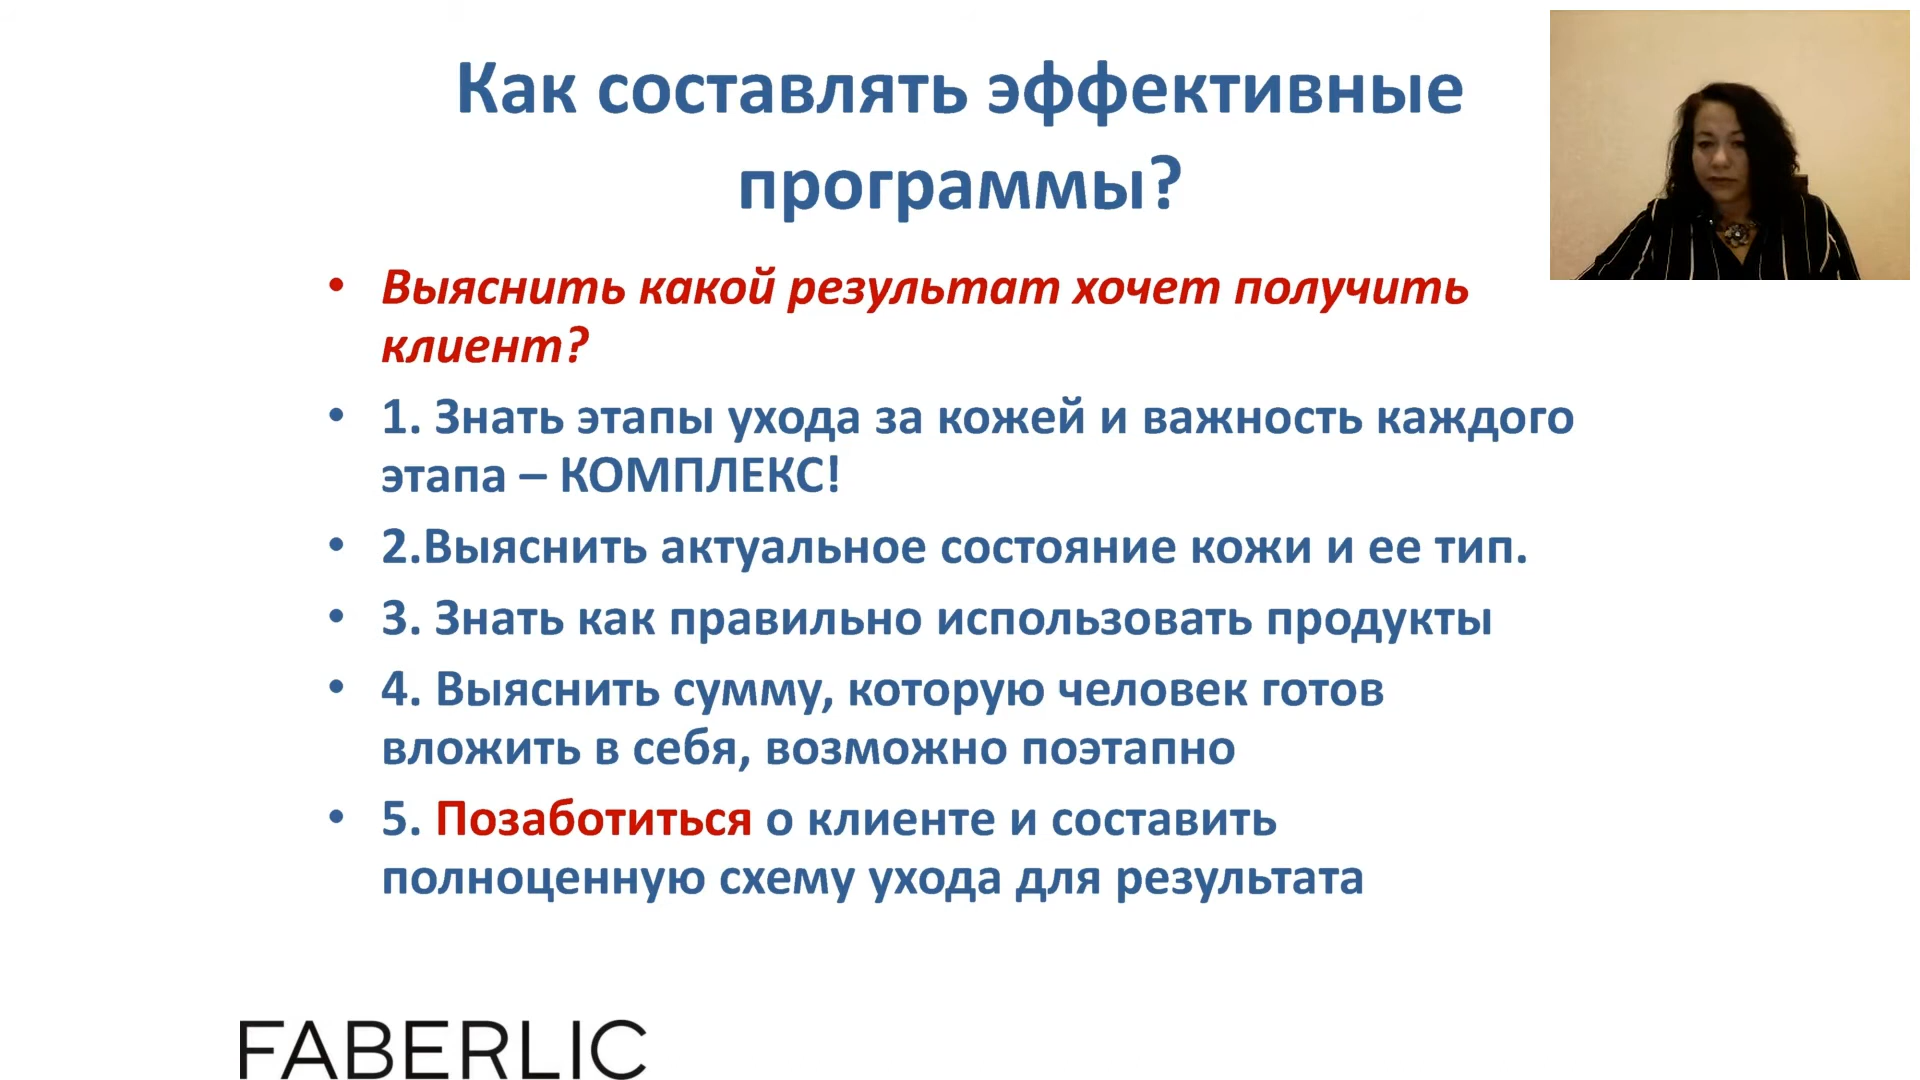 Как составлять эффективные
программы?
• Выяснить какой результат хочет получить
клиент?
• 1. Знать этапы ухода за кожей и важность каждого
этапа – КОМПЛЕКС!
• 2.Выяснить актуальное состояние кожи и ее тип.
• 3. Знать как правильно использовать продукты
• 4. Выяснить сумму, которую человек готов
вложить в себя, возможно поэтапно
• 5. Позаботиться о клиенте и составить
полноценную схему ухода для результата
FABERLIC